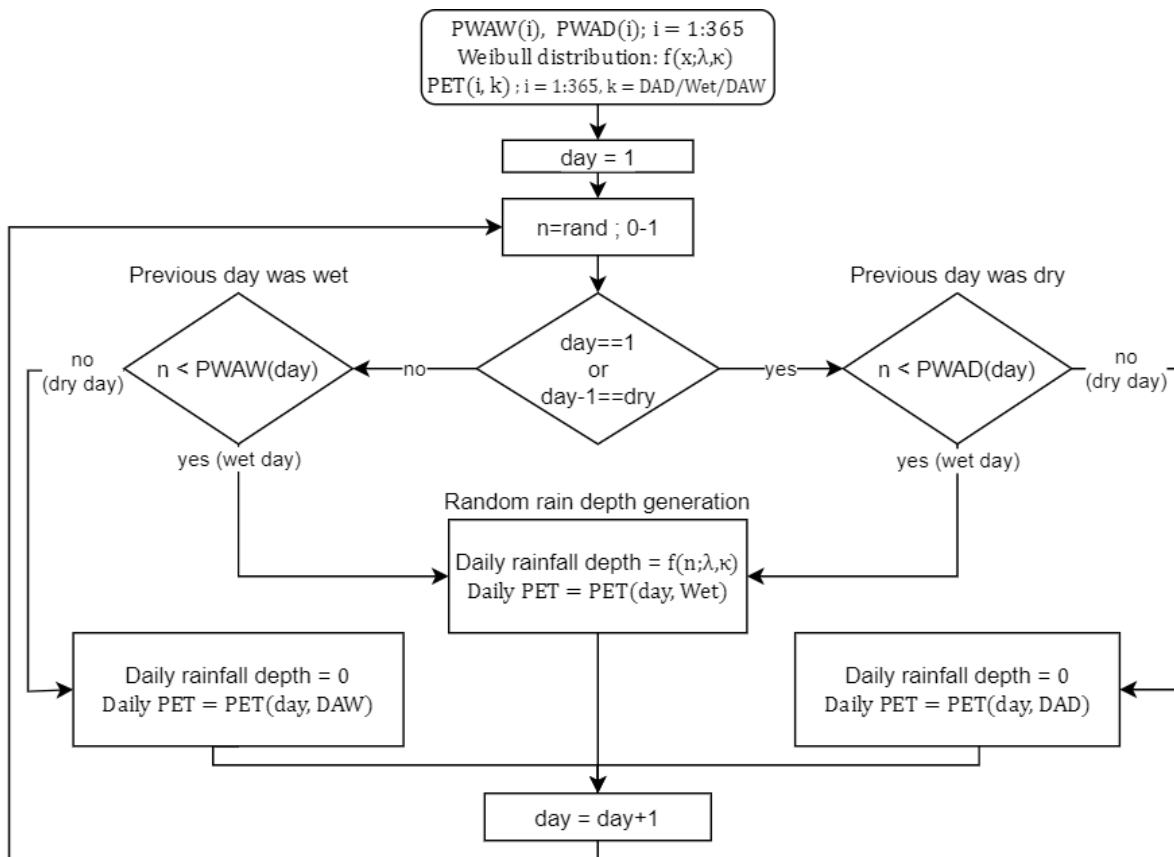 PWAW(i), PWAD(i); i = 1:365
Weibull distribution: f(x;λ,κ)
PET(i, k) ; i = 1:365, k = DAD/Wet/DAW
day = 1
n=rand ; 0-1
Previous day was wet
Previous day was dry
n < PWAW(day)
no
(dry day)
yes (wet day)
no
day==1
or
day-1==dry
yes
n < PWAD(day)
no
(dry day)
yes (wet day)
Random rain depth generation
Daily rainfall depth = f(n;λ,κ)
Daily PET = PET(day, Wet)
Daily rainfall depth = 0
Daily PET = PET(day, DAW)
Daily rainfall depth = 0
Daily PET = PET(day, DAD)
day = day+1